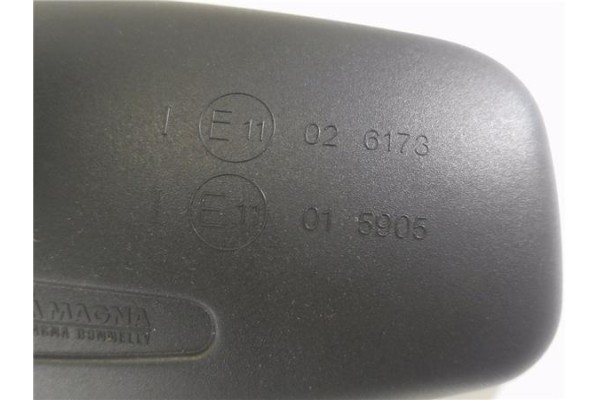 I E11 02 6173
I E11 01 5905
MAGNA
MAGNA DONNELLY